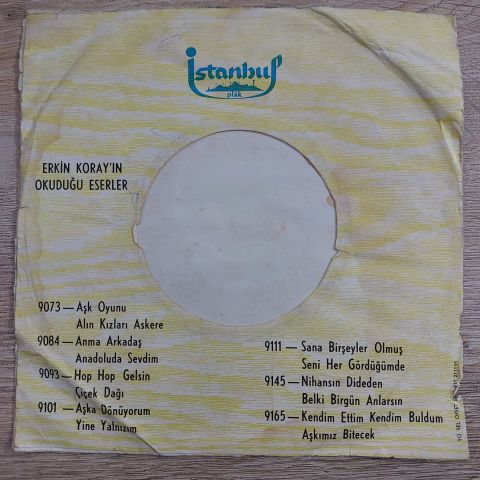 İstanbul
plâk
ERKİN KORAY'IN
OKUDUĞU ESERLER
9073 — Aşk Oyunu
Alın Kızları Askere
9084 — Anma Arkadaş
Anadoluda Sevdim
9093 — Hop Hop Gelsin
Çiçek Dağı
9101 — Aşka Dönüyorum
Yine Yalnızım
9111 — Sana Birşeyler Olmuş
Seni Her Gördüğümde
9145 — Nihansın Dideden
Belki Birgün Anlarsın
9165 — Kendim Ettim Kendim Buldum
Aşkımız Bitecek